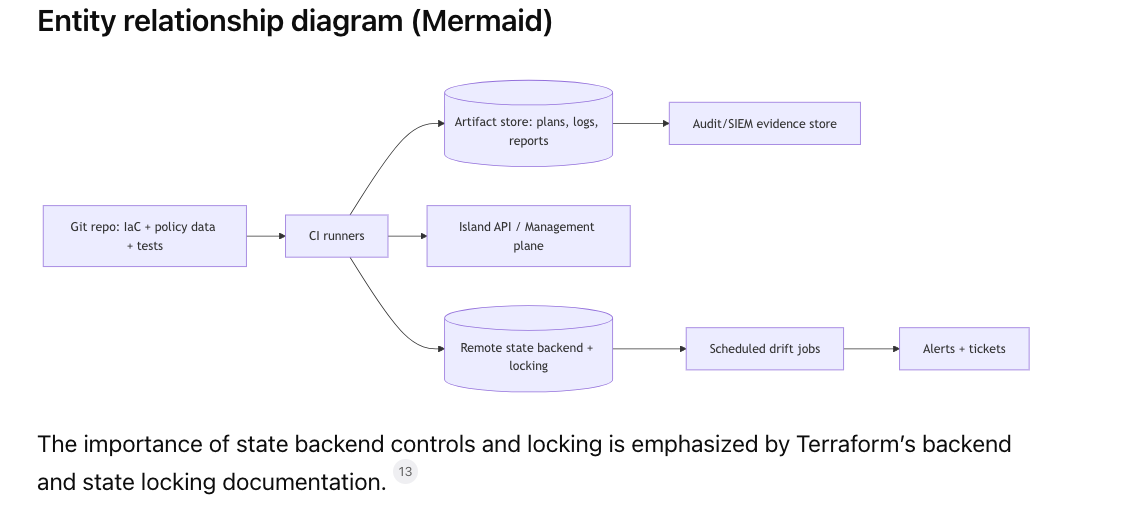 Entity relationship diagram (Mermaid)
Artifact store: plans, logs,
reports
Audit/SIEM evidence store
Git repo: IaC + policy data
+ tests
CI runners
Island API / Management
plane
Remote state backend +
locking
Scheduled drift jobs
Alerts + tickets
The importance of state backend controls and locking is emphasized by Terraform’s backend
and state locking documentation. 13